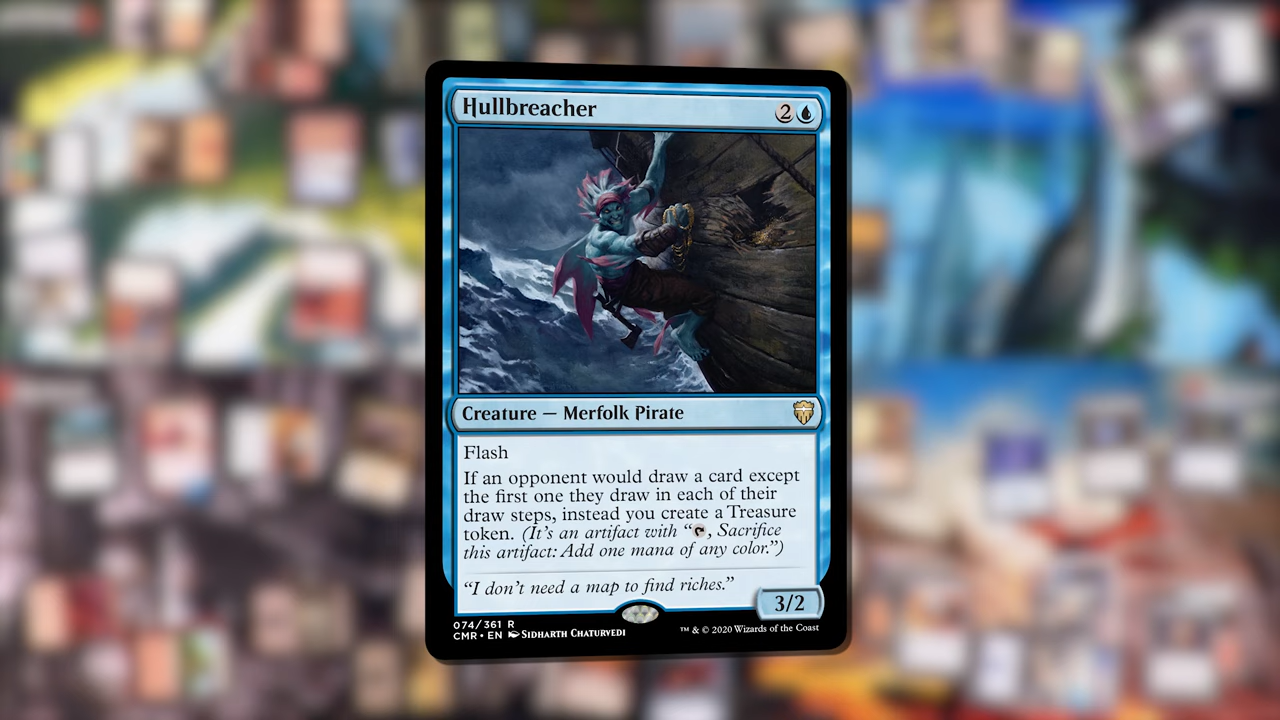 Hullbreacher 2
Creature — Merfolk Pirate
Flash
If an opponent would draw a card except
the first one they draw in each of their
draw steps, instead you create a Treasure
token. (It's an artifact with “, Sacrifice
this artifact: Add one mana of any color.”)
“I don't need a map to find riches.”
3/2
074/361 R
CMR • EN Sidharth Chaturvedi
™ & © 2020 Wizards of the Coast